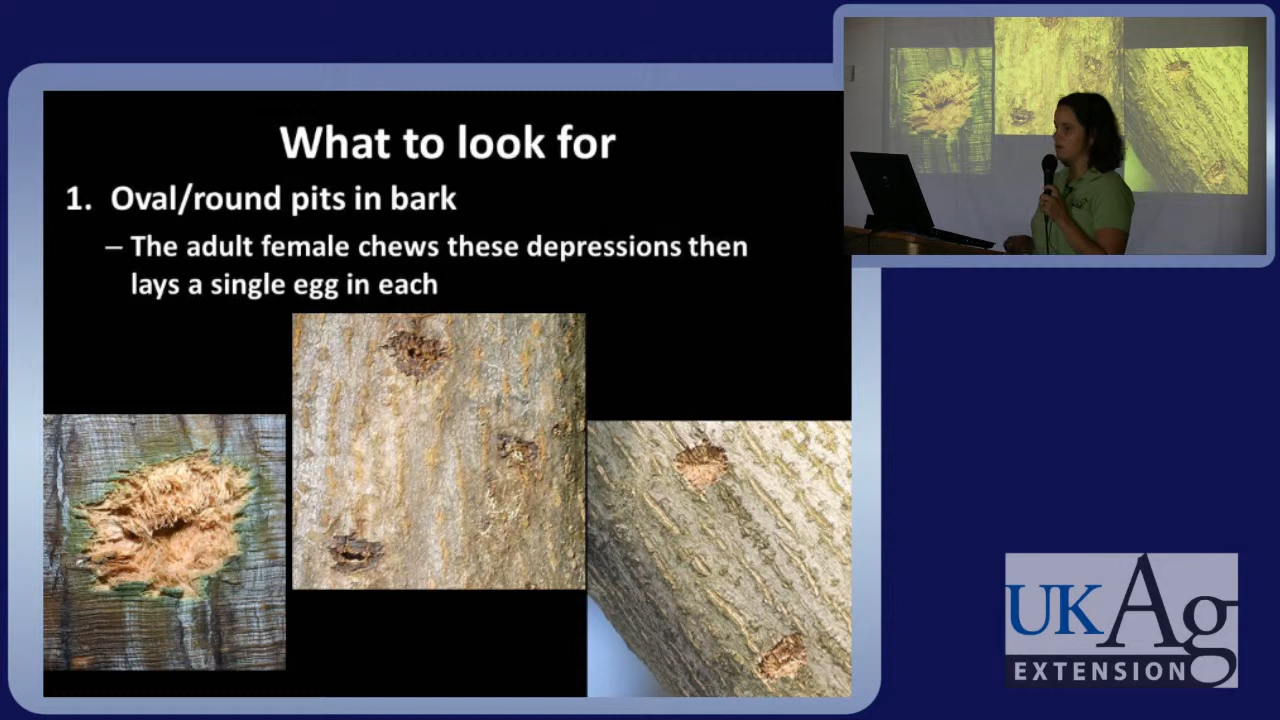 What to look for
1. Oval/round pits in bark
– The adult female chews these depressions then
lays a single egg in each
UKAg
EXTENSION